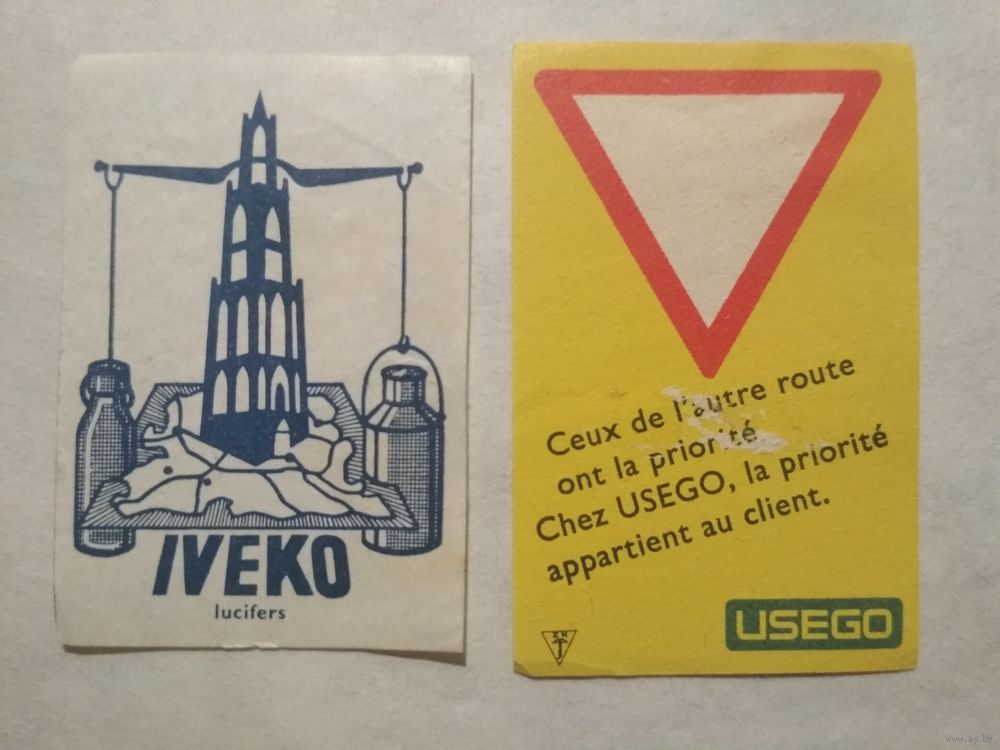 IVEKO
lucifers
Ceux de l'autre route
ont la priorité
Chez USEGO, la priorité
appartient au client.
ZK
USEGO
www.ay.by